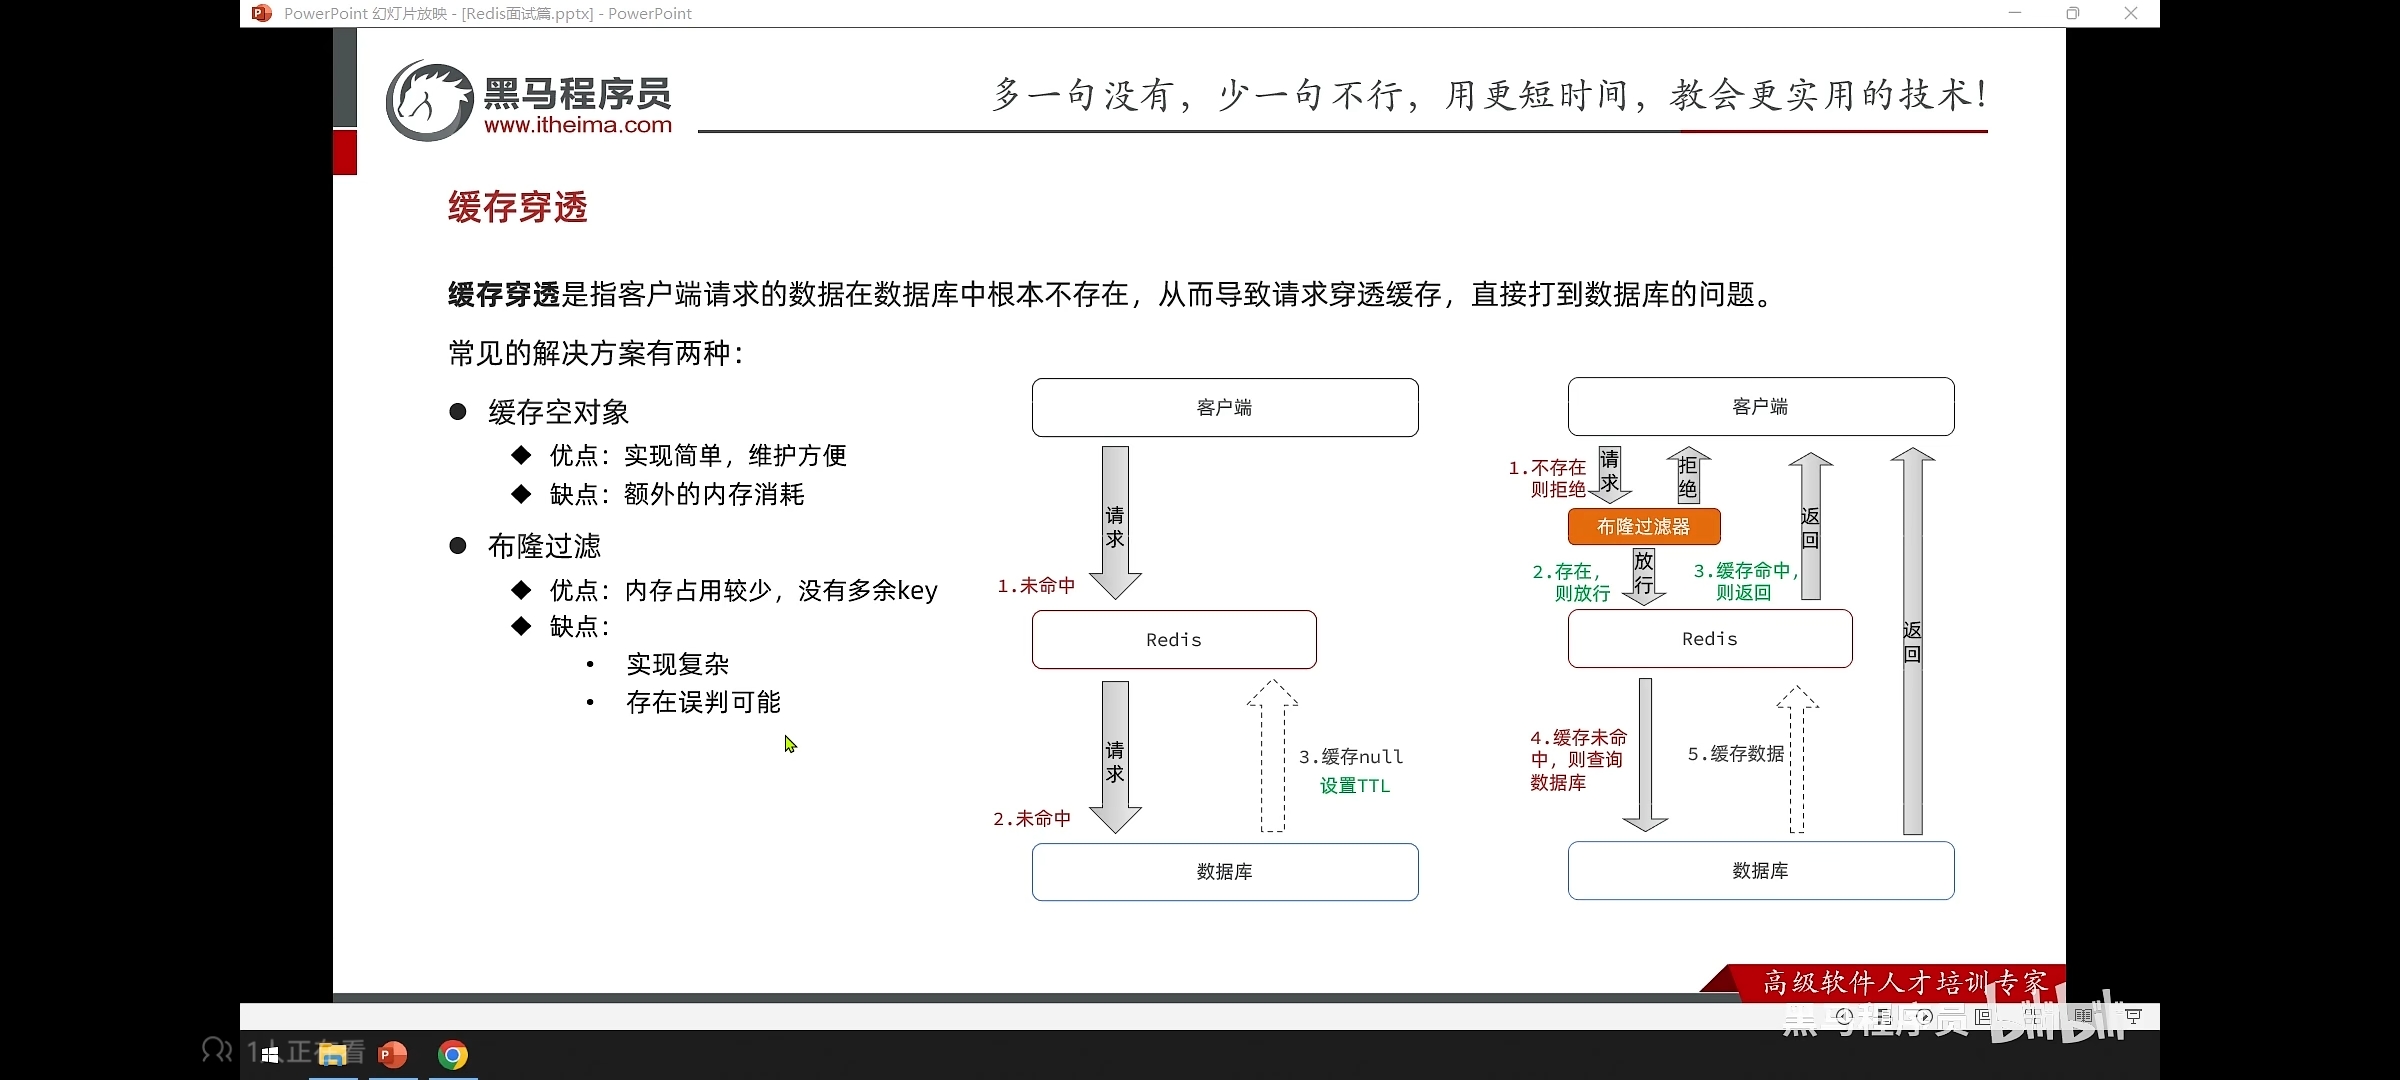 PowerPoint 幻灯片放映 - [Redis面试篇.pptx] - PowerPoint
黑马程序员
www.itheima.com
多一句没有，少一句不行，用更短时间，教会更实用的技术！
缓存穿透
缓存穿透是指客户端请求的数据在数据库中根本不存在，从而导致请求穿透缓存，直接打到数据库的问题。
常见的解决方案有两种：
缓存空对象
优点：实现简单，维护方便
缺点：额外的内存消耗
布隆过滤
优点：内存占用较少，没有多余key
缺点：
实现复杂
存在误判可能
客户端
请求
1.未命中
Redis
请求
2.未命中
3.缓存null
设置TTL
数据库
客户端
1.不存在
则拒绝
请求
拒绝
布隆过滤器
2.存在，
则放行
放行
3.缓存命中，
则返回
返回
Redis
返回
4.缓存未命
中，则查询
数据库
5.缓存数据
数据库
高级软件人才培训专家
黑马程序员 bilibili
1人正在看